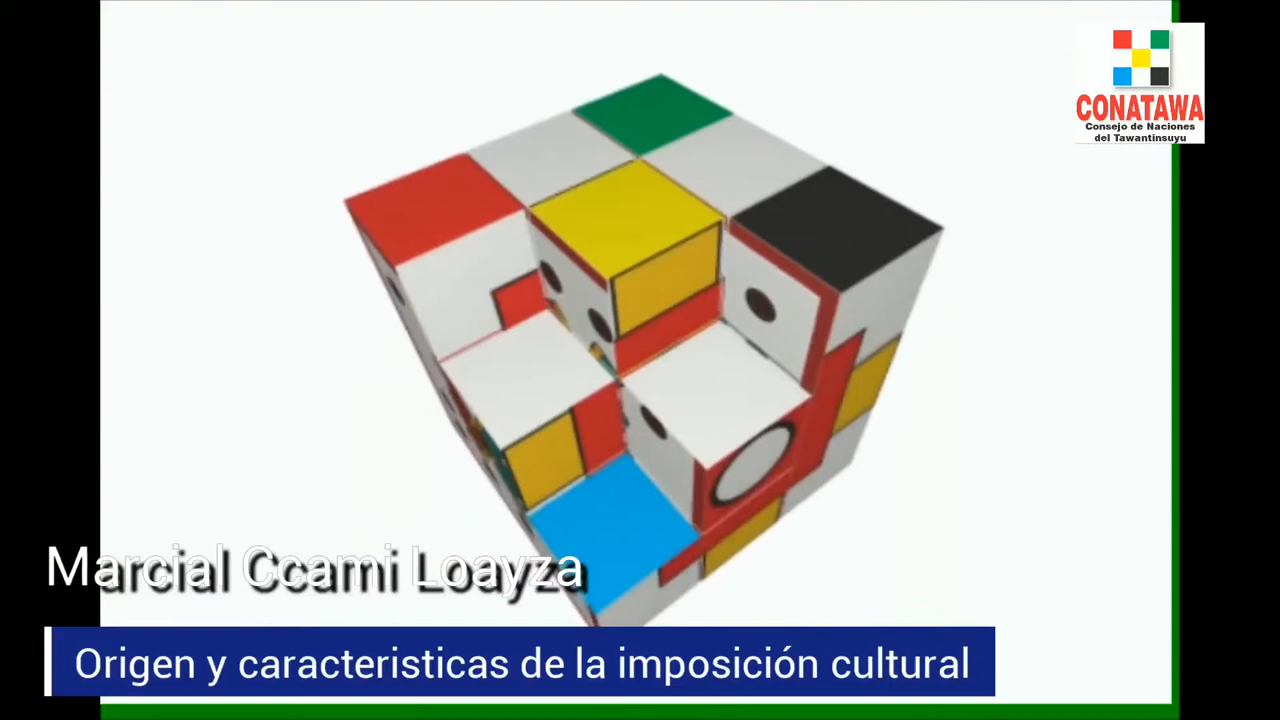 CONATAWA
Consejo de Naciones
del Tawantinsuyu
Marcial Ccami Loayza
Origen y caracteristicas de la imposición cultural